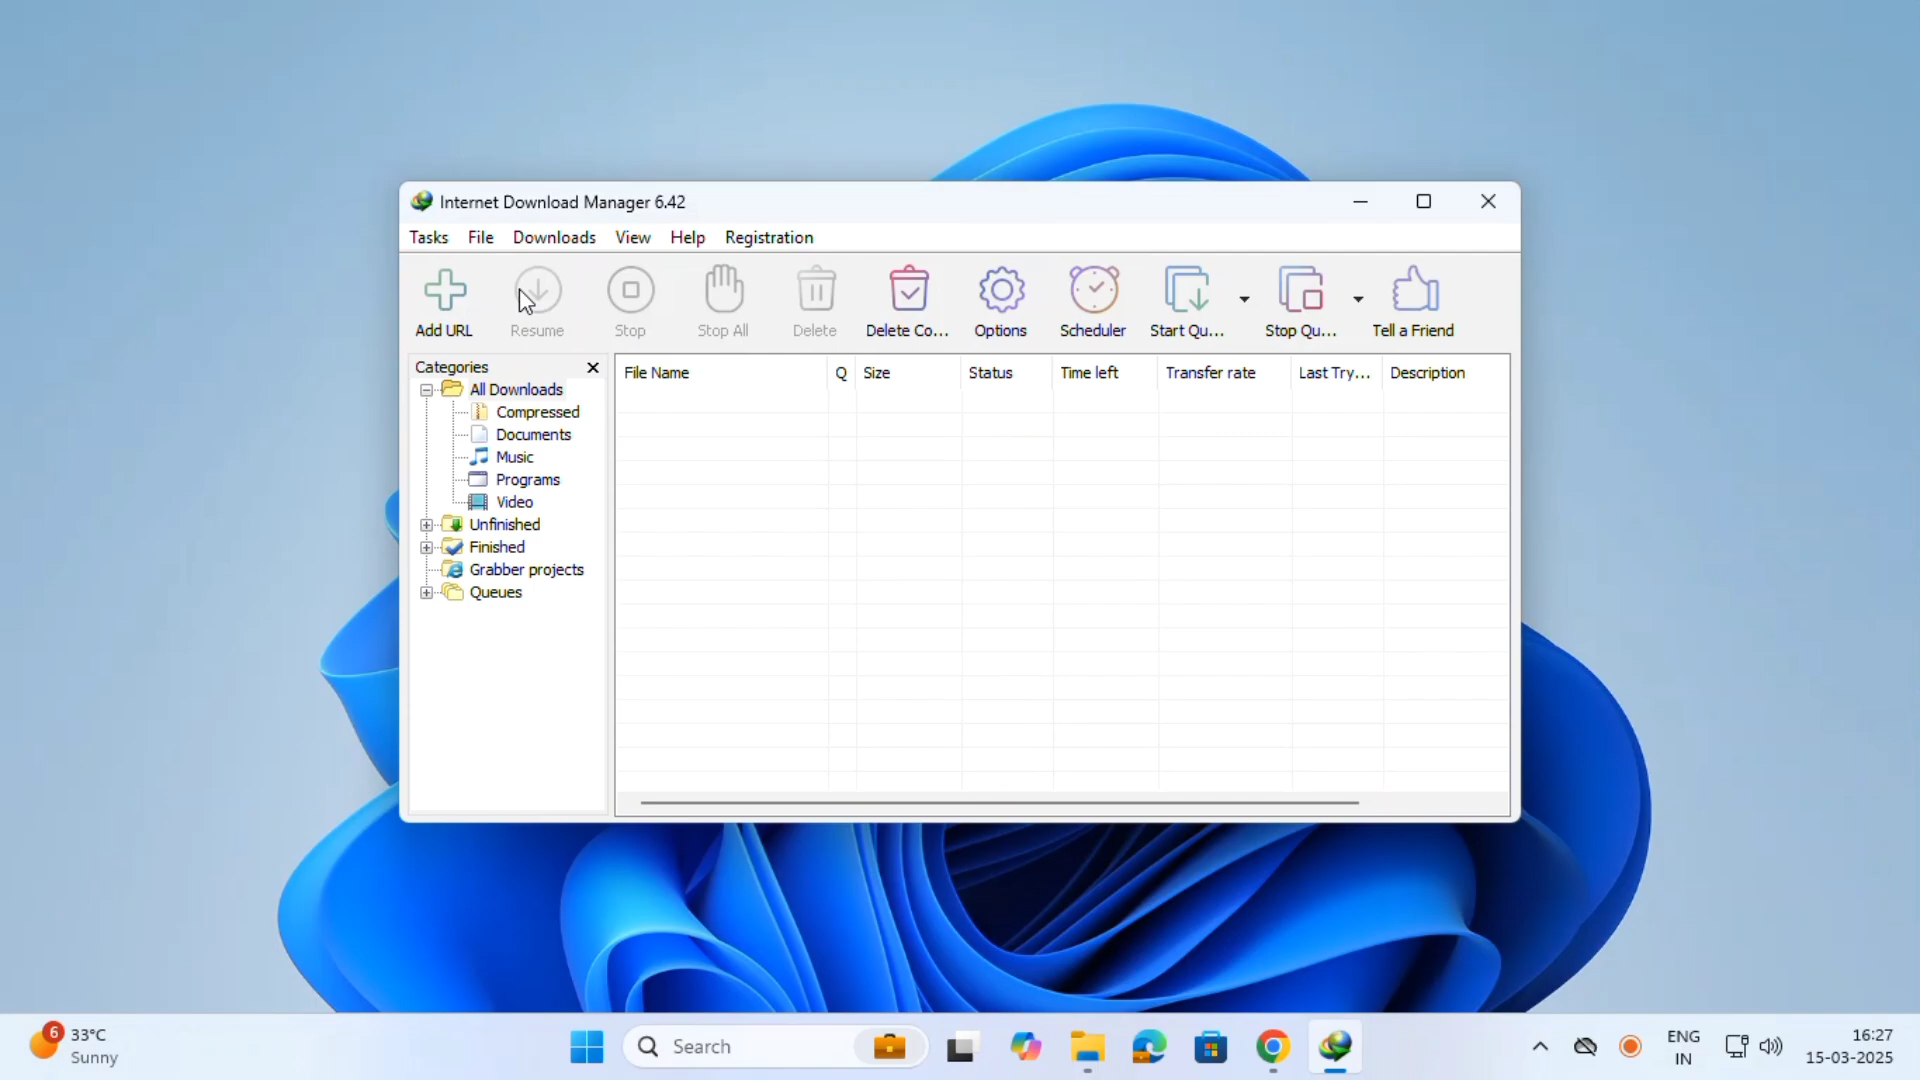 Internet Download Manager 6.42
Tasks File Downloads View Help Registration
Add URL Resume Stop Stop All Delete Delete Co... Options Scheduler Start Qu... Stop Qu... Tell a Friend
Categories
File Name Q Size Status Time left Transfer rate Last Try... Description
All Downloads
Compressed
Documents
Music
Programs
Video
Unfinished
Finished
Grabber projects
Queues
6
33°C
Sunny
Search
ENG
IN
16:27
15-03-2025